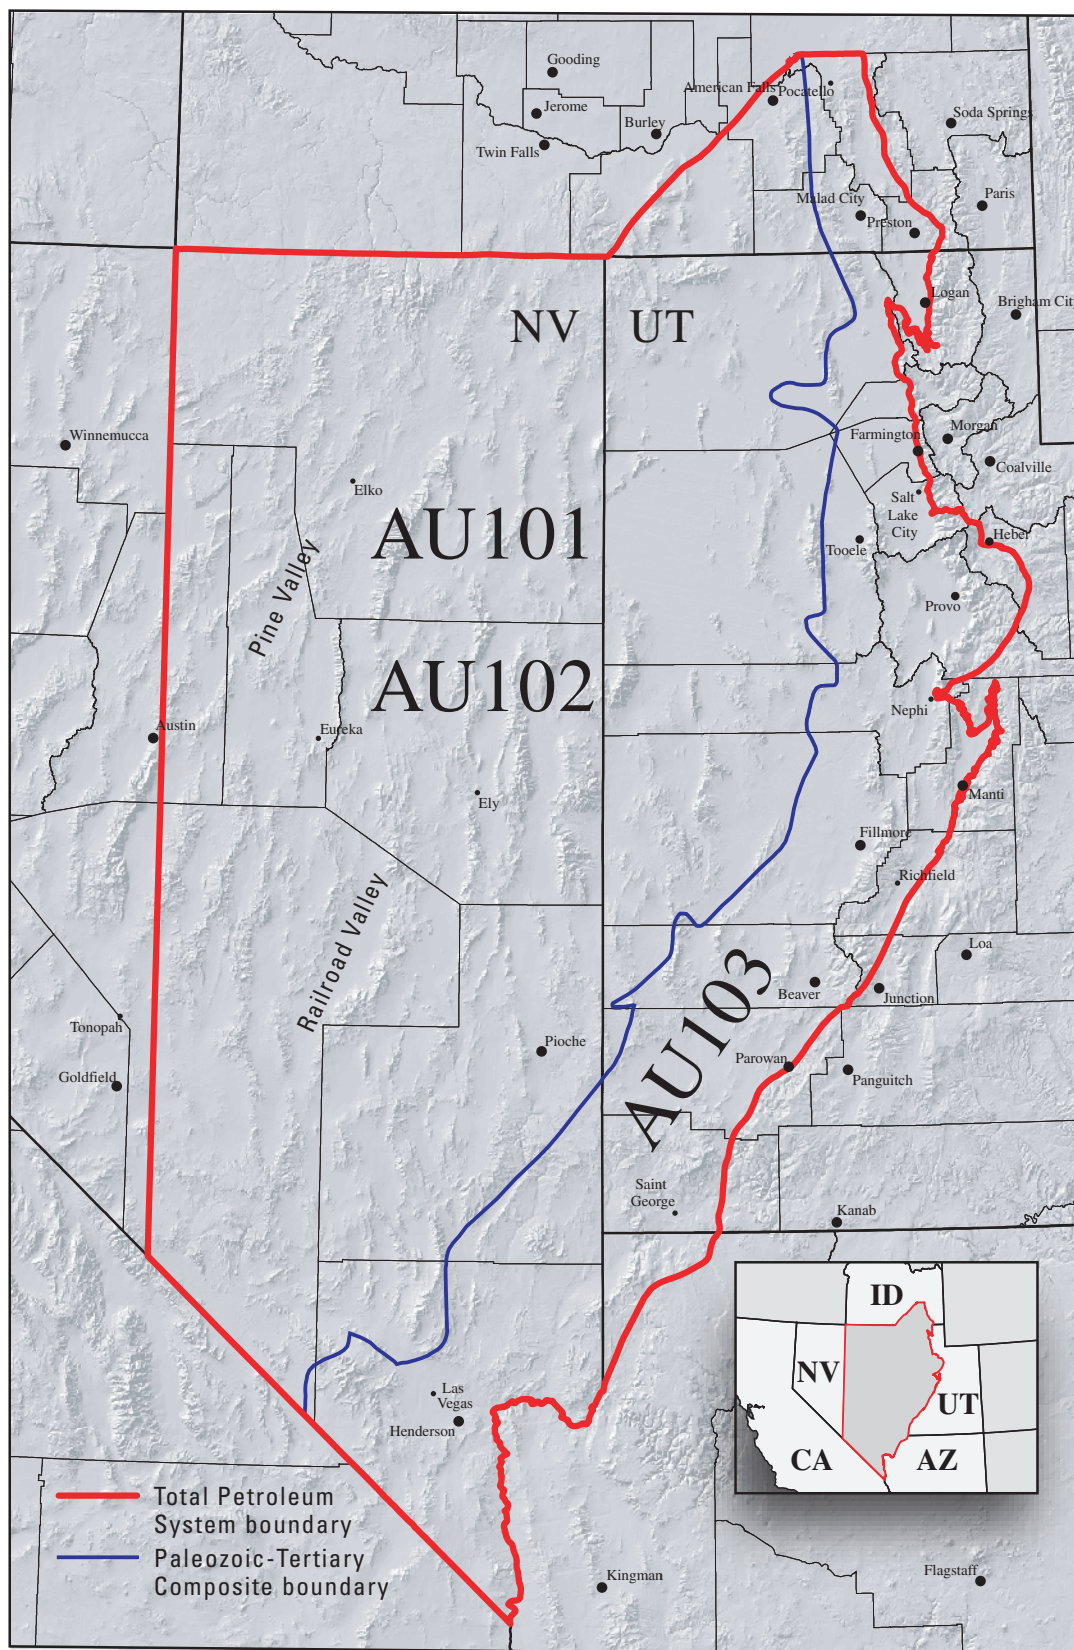 Gooding
American Falls
Pocatello
Jerome
Soda Springs
Burley
Twin Falls
Paris
Malad City
Preston
Logan
Brigham Cit
NV
UT
Winnemucca
Farmington
Morgan
Coalville
Elko
Salt
Lake
City
AU101
Heber
Tooele
Pine Valley
Provo
AU102
Nephi
Austin
Eureka
Manti
Ely
Fillmore
Richfield
Railroad Valley
Loa
AU103
Beaver
Junction
Tonopah
Pioche
Parowan
Goldfield
Panguitch
Saint
George
Kanab
ID
NV
UT
CA
AZ
Las
Vegas
Henderson
Total Petroleum
System boundary
Paleozoic-Tertiary
Composite boundary
Kingman
Flagstaff